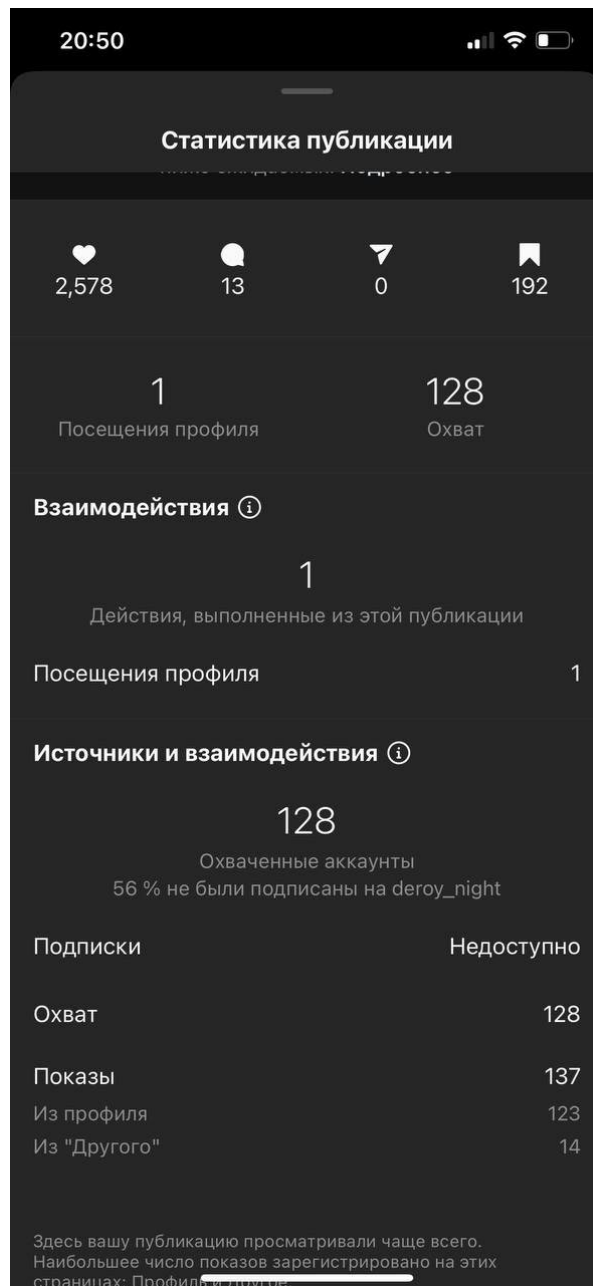 20:50
Статистика публикации
2,578 13 0 192
1 128
Посещения профиля Охват
Взаимодействия
1
Действия, выполненные из этой публикации
Посещения профиля 1
Источники и взаимодействия
128
Охваченные аккаунты
56 % не были подписаны на deroy_night
Подписки Недоступно
Охват 128
Показы 137
Из профиля 123
Из "Другого" 14
Здесь вашу публикацию просматривали чаще всего.
Наибольшее число показов зарегистрировано на этих
страницах: Профиль и